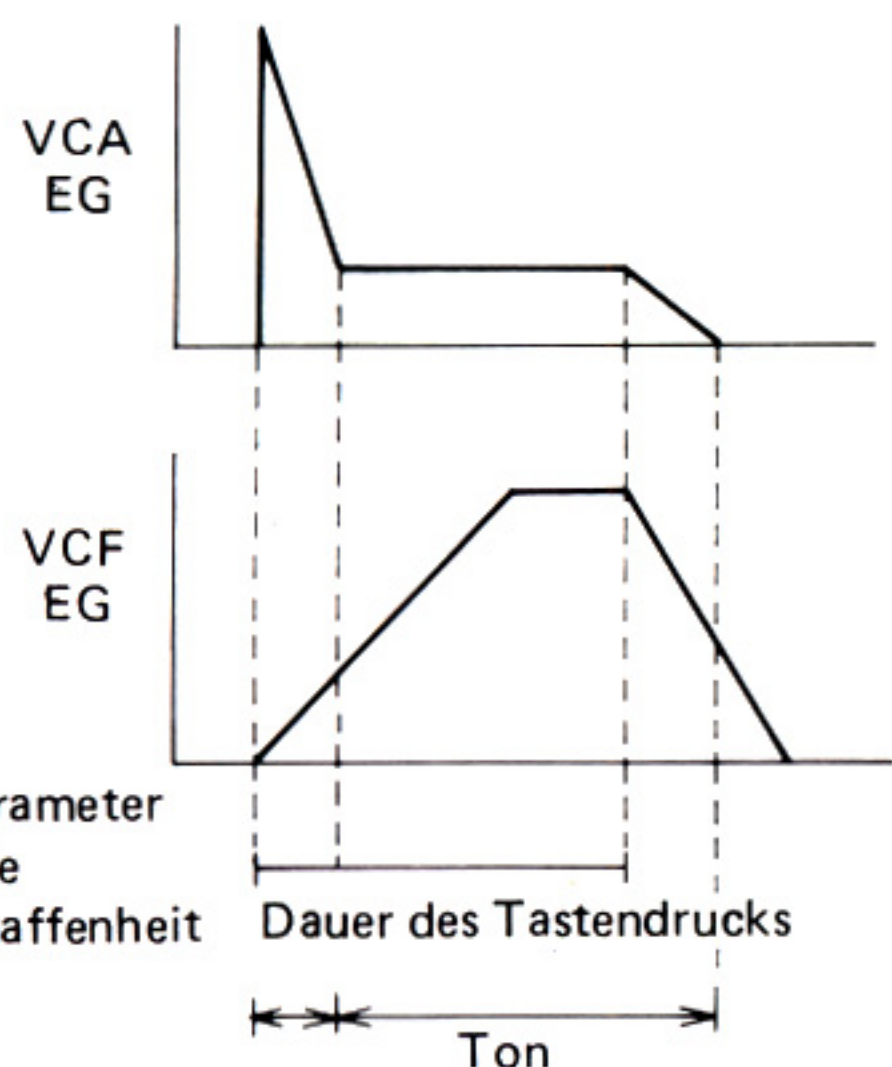 VCA
EG
VCF
EG
rameter
e
affenheit
Dauer des Tastendrucks
Ton